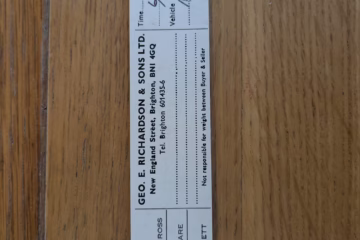 GEO. E. RICHARDSON & SONS LTD.
New England Street, Brighton, BN1 4GQ
Tel. Brighton 601435-6
Not responsible for weight between Buyer & Seller
Time
Vehicle
ROSS
ARE
ETT